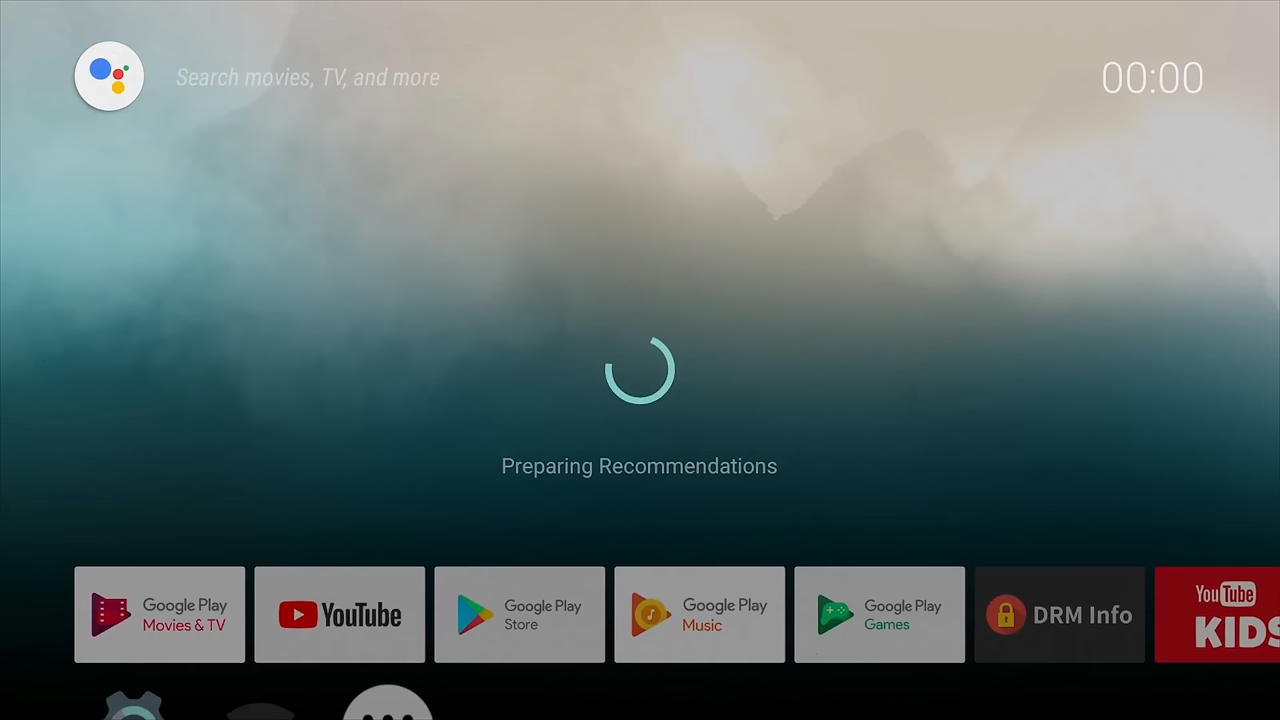 Search movies, TV, and more
00:00
Preparing Recommendations
Google Play
Movies & TV
YouTube
Google Play
Store
Google Play
Music
Google Play
Games
DRM Info
YouTube
KIDS